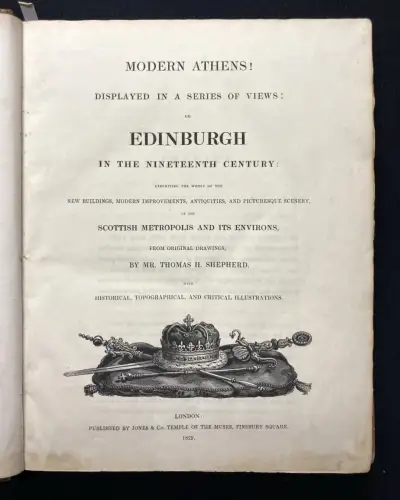 MODERN ATHENS!
DISPLAYED IN A SERIES OF VIEWS:
OR
EDINBURGH
IN THE NINETEENTH CENTURY:
EXHIBITING THE WHOLE OF THE
NEW BUILDINGS, MODERN IMPROVEMENTS, ANTIQUITIES, AND PICTURESQUE SCENERY,
OF THE
SCOTTISH METROPOLIS AND ITS ENVIRONS,
FROM ORIGINAL DRAWINGS,
BY MR. THOMAS H. SHEPHERD.
WITH
HISTORICAL, TOPOGRAPHICAL, AND CRITICAL ILLUSTRATIONS.
LONDON:
PUBLISHED BY JONES & Co. TEMPLE OF THE MUSES, FINSBURY SQUARE.
1829.